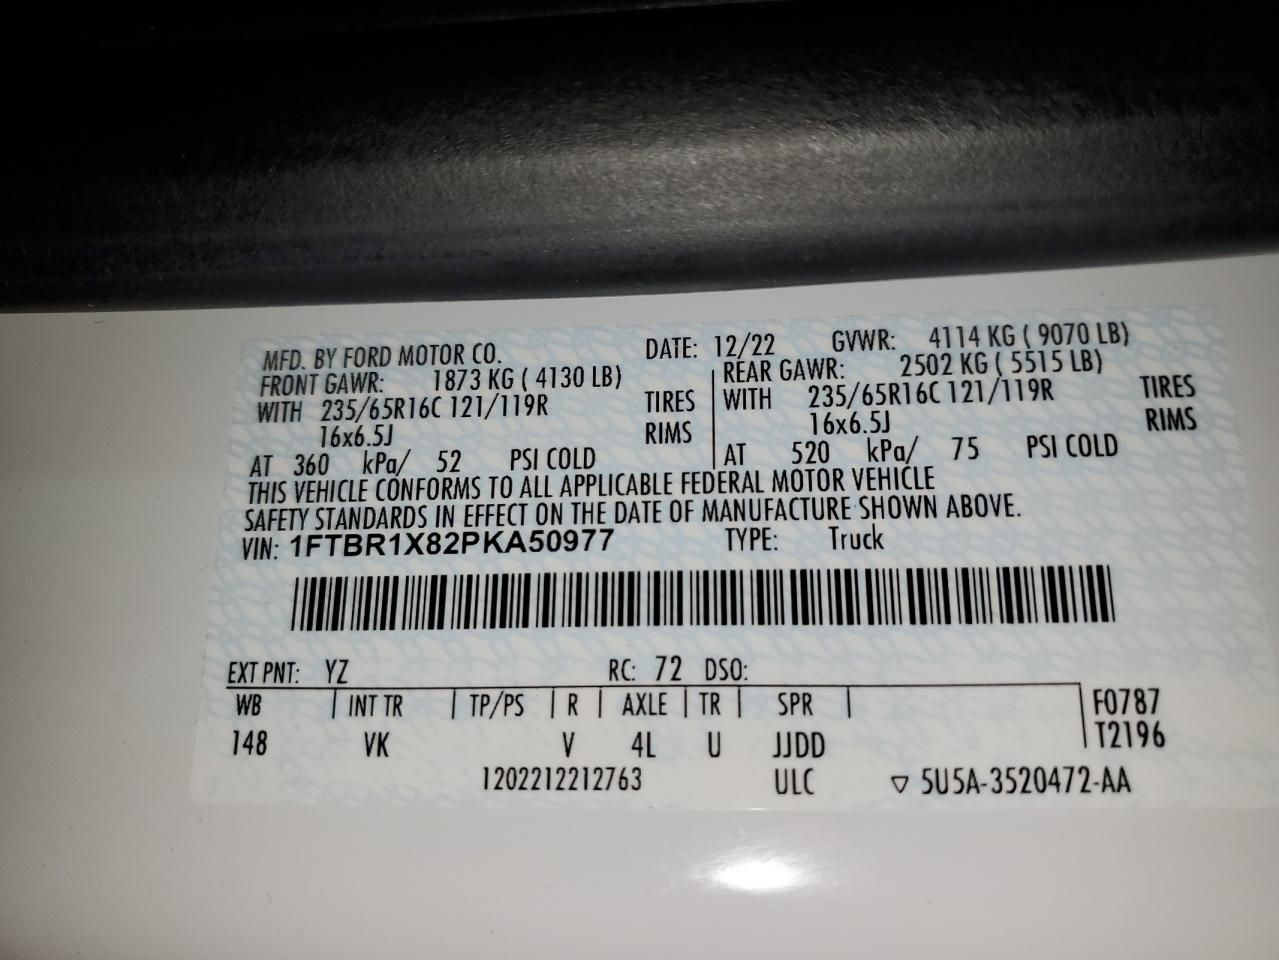 MFD. BY FORD MOTOR CO. DATE: 12/22 GVWR: 4114 KG ( 9070 LB)
FRONT GAWR: 1873 KG ( 4130 LB) REAR GAWR: 2502 KG ( 5515 LB)
WITH 235/65R16C 121/119R TIRES WITH 235/65R16C 121/119R TIRES
16x6.5J RIMS 16x6.5J RIMS
AT 360 kPa/ 52 PSI COLD AT 520 kPa/ 75 PSI COLD
THIS VEHICLE CONFORMS TO ALL APPLICABLE FEDERAL MOTOR VEHICLE
SAFETY STANDARDS IN EFFECT ON THE DATE OF MANUFACTURE SHOWN ABOVE.
VIN: 1FTBR1X82PKA50977 TYPE: Truck
EXT PNT: YZ RC: 72 DSO:
WB INT TR TP/PS R AXLE TR SPR F0787
148 VK V 4L U JJDD T2196
1202212212763 ULC ▽ 5U5A-3520472-AA